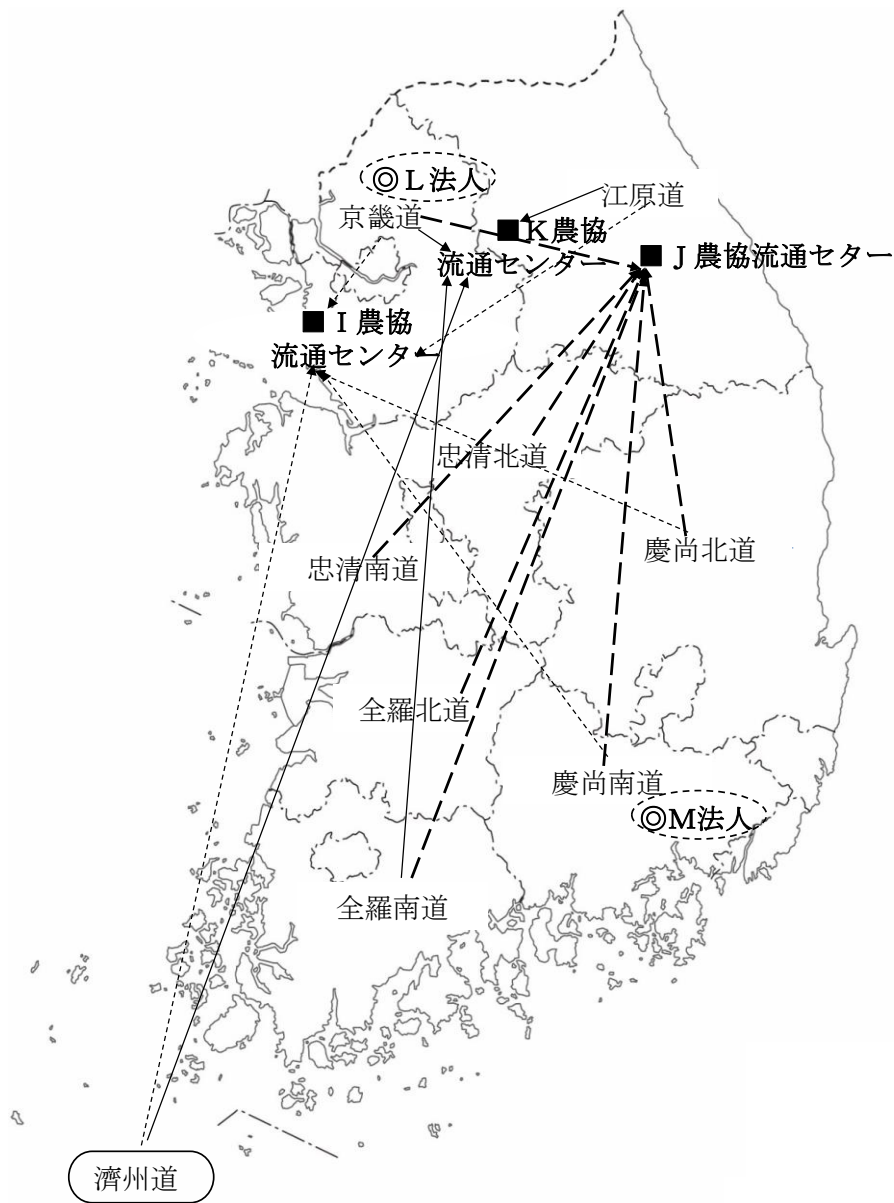 ◎L法人
京畿道
江原道
■K農協
流通センター
■J農協流通セター
■I農協
流通センター
忠清北道
忠清南道
慶尚北道
全羅北道
慶尚南道
◎M法人
全羅南道
濟州道